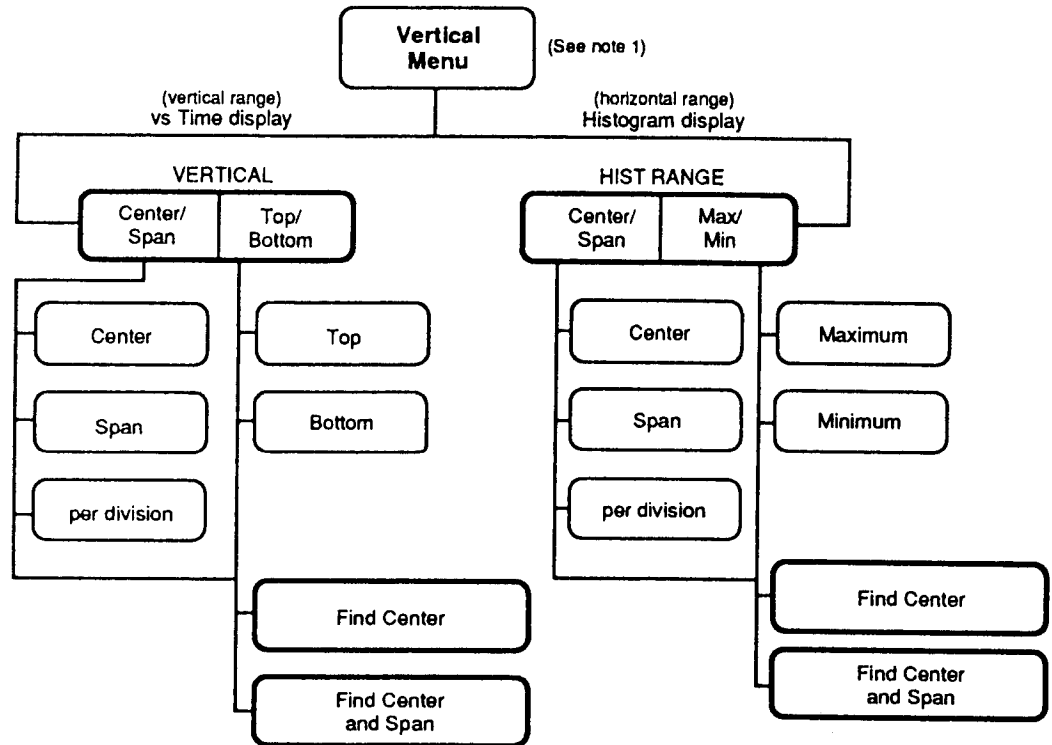 Vertical
Menu
(See note 1)
(vertical range)
vs Time display
(horizontal range)
Histogram display
VERTICAL
Center/
Span
Top/
Bottom
Center
Span
per division
Top
Bottom
Find Center
Find Center
and Span
HIST RANGE
Center/
Span
Max/
Min
Center
Span
per division
Maximum
Minimum
Find Center
Find Center
and Span